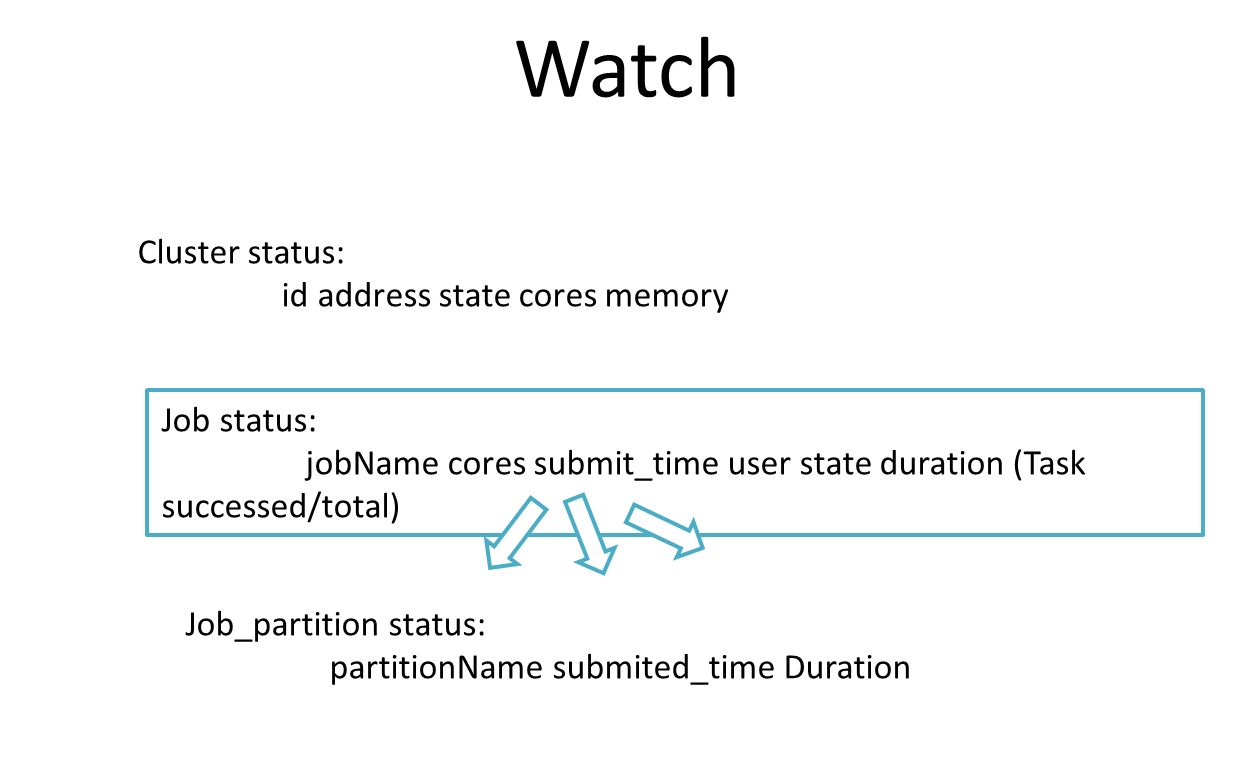 Watch
Cluster status:
id address state cores memory
Job status:
jobName cores submit_time user state duration (Task
successed/total)
Job_partition status:
partitionName submited_time Duration